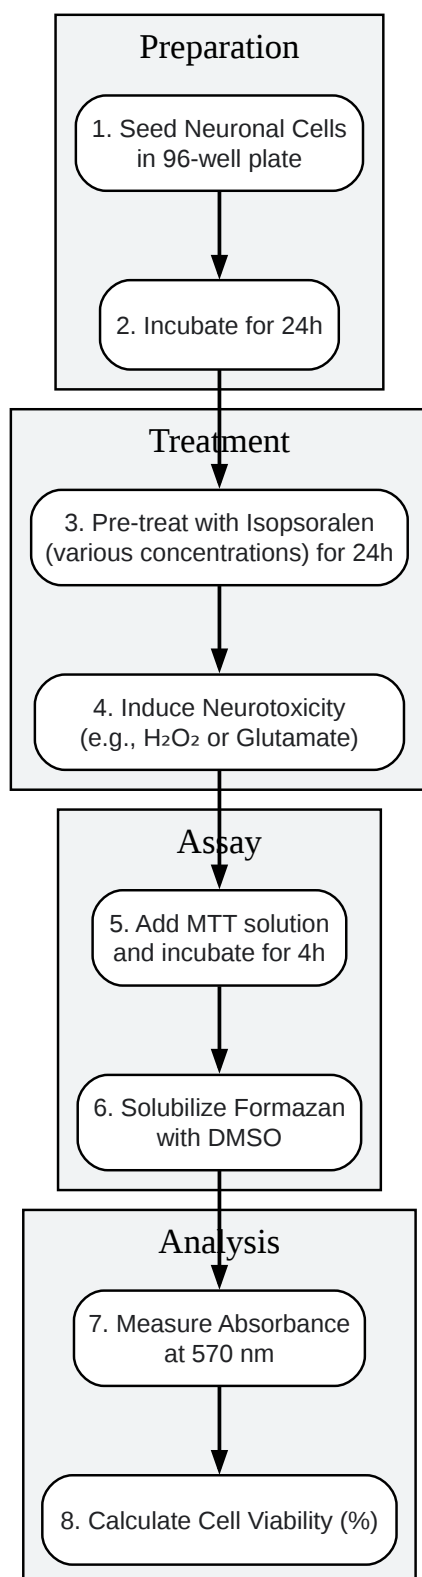 Preparation
1. Seed Neuronal Cells
in 96-well plate
2. Incubate for 24h
Treatment
3. Pre-treat with Isopsoralen
(various concentrations) for 24h
4. Induce Neurotoxicity
(e.g., H₂O₂ or Glutamate)
Assay
5. Add MTT solution
and incubate for 4h
6. Solubilize Formazan
with DMSO
Analysis
7. Measure Absorbance
at 570 nm
8. Calculate Cell Viability (%)